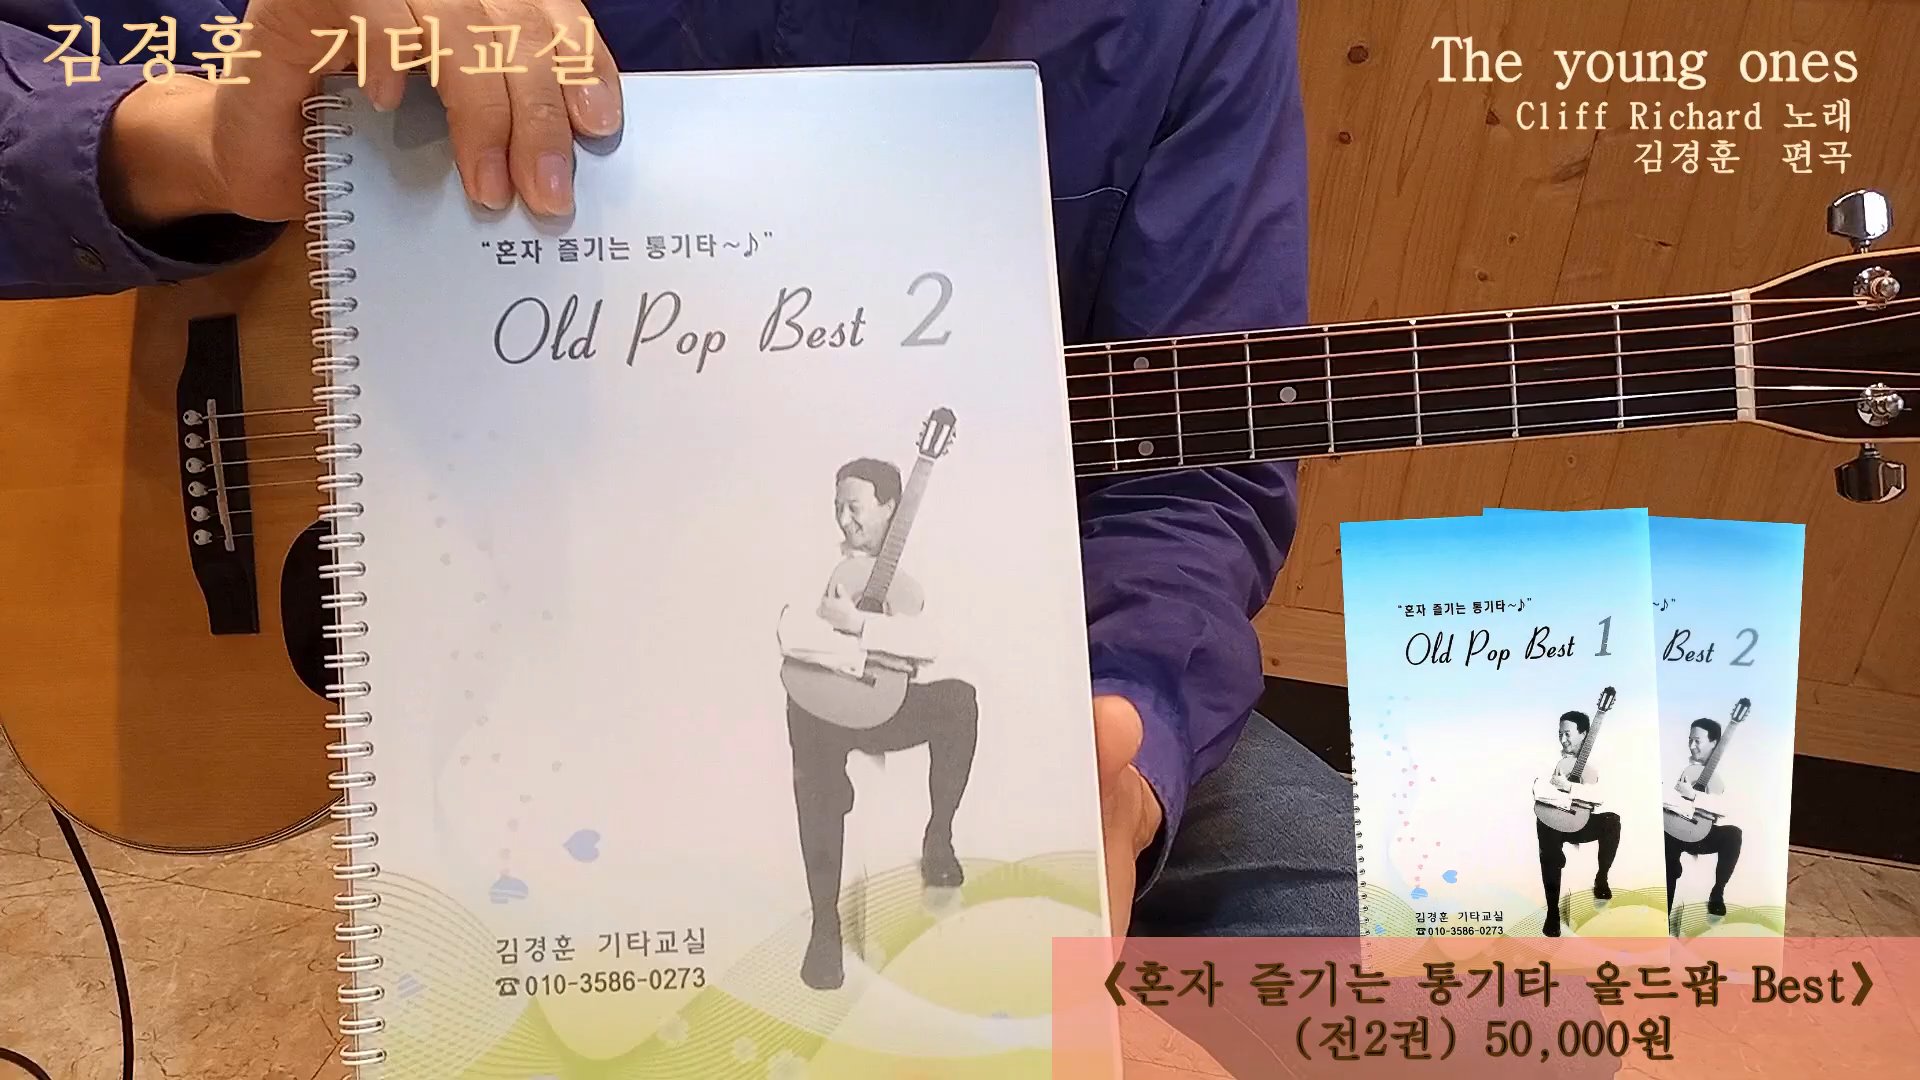 김경훈 기타교실
The young ones
Cliff Richard 노래
김경훈 편곡
“혼자 즐기는 통기타~♪”
Old Pop Best 2
김경훈 기타교실
☎010-3586-0273
“혼자 즐기는 통기타~♪”
Old Pop Best 1
김경훈 기타교실
☎010-3586-0273
~♪”
Best 2
《혼자 즐기는 통기타 올드팝 Best》
(전2권) 50,000원